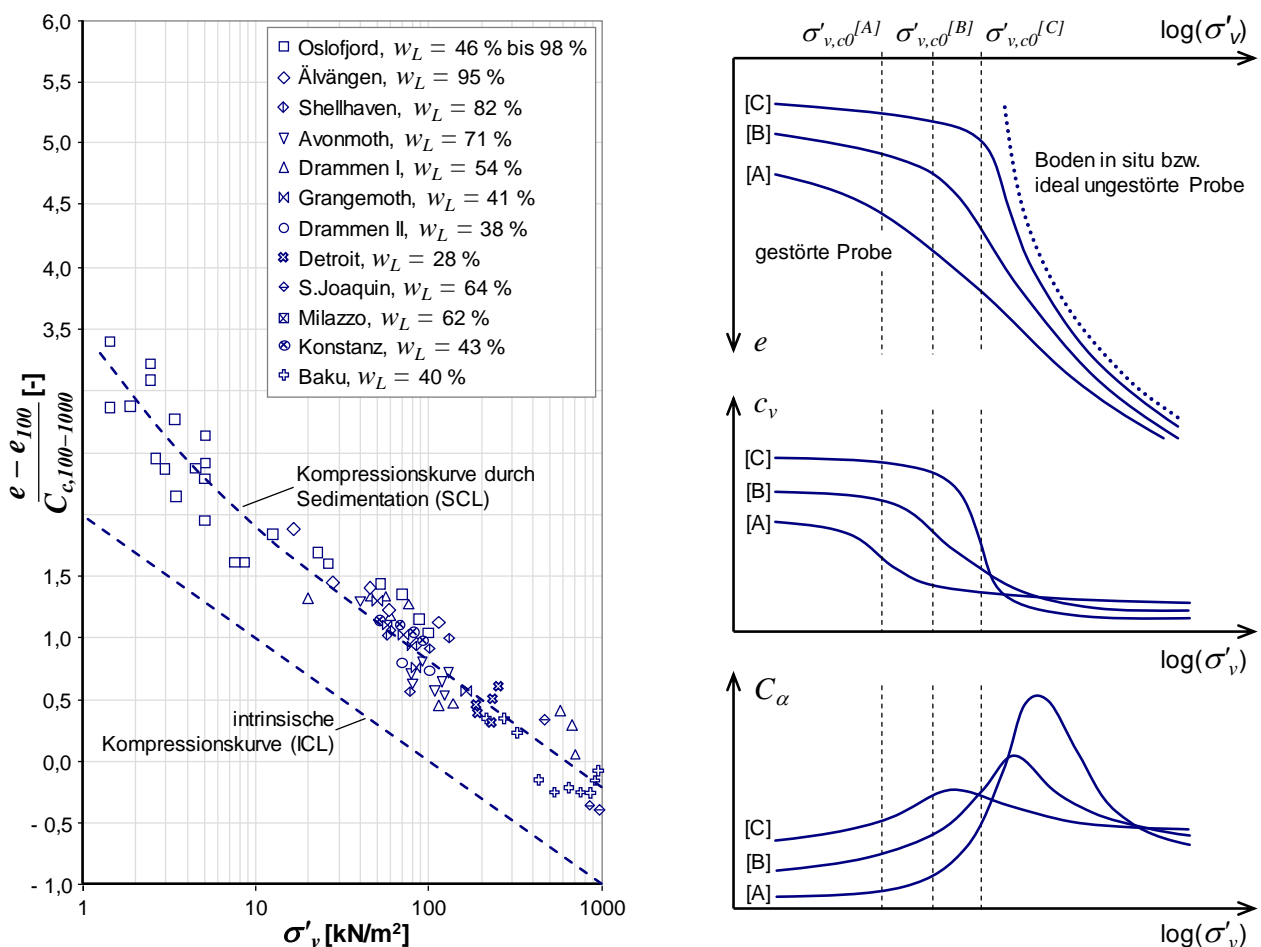 6,0
5,5
5,0
4,5
4,0
3,5
1,5
1,0
0,5
0,0
- 0,5
- 1,0
e – e100 / Cc,100–1000 [-]
Oslofjord, wL = 46 % bis 98 %
Älvängen, wL = 95 %
Shellhaven, wL = 82 %
Avonmoth, wL = 71 %
Drammen I, wL = 54 %
Grangemoth, wL = 41 %
Drammen II, wL = 38 %
Detroit, wL = 28 %
S.Joaquin, wL = 64 %
Milazzo, wL = 62 %
Konstanz, wL = 43 %
Baku, wL = 40 %
Kompressionskurve durch
Sedimentation (SCL)
intrinsische
Kompressionskurve (ICL)
1 10 100 1000
σ'v [kN/m²]
σ'v,c0[A] σ'v,c0[B] σ'v,c0[C] log(σ'v)
[C]
[B]
[A]
Boden in situ bzw.
ideal ungestörte Probe
gestörte Probe
e
cv
[C]
[B]
[A]
log(σ'v)
Cα
[C]
[B]
[A]
log(σ'v)